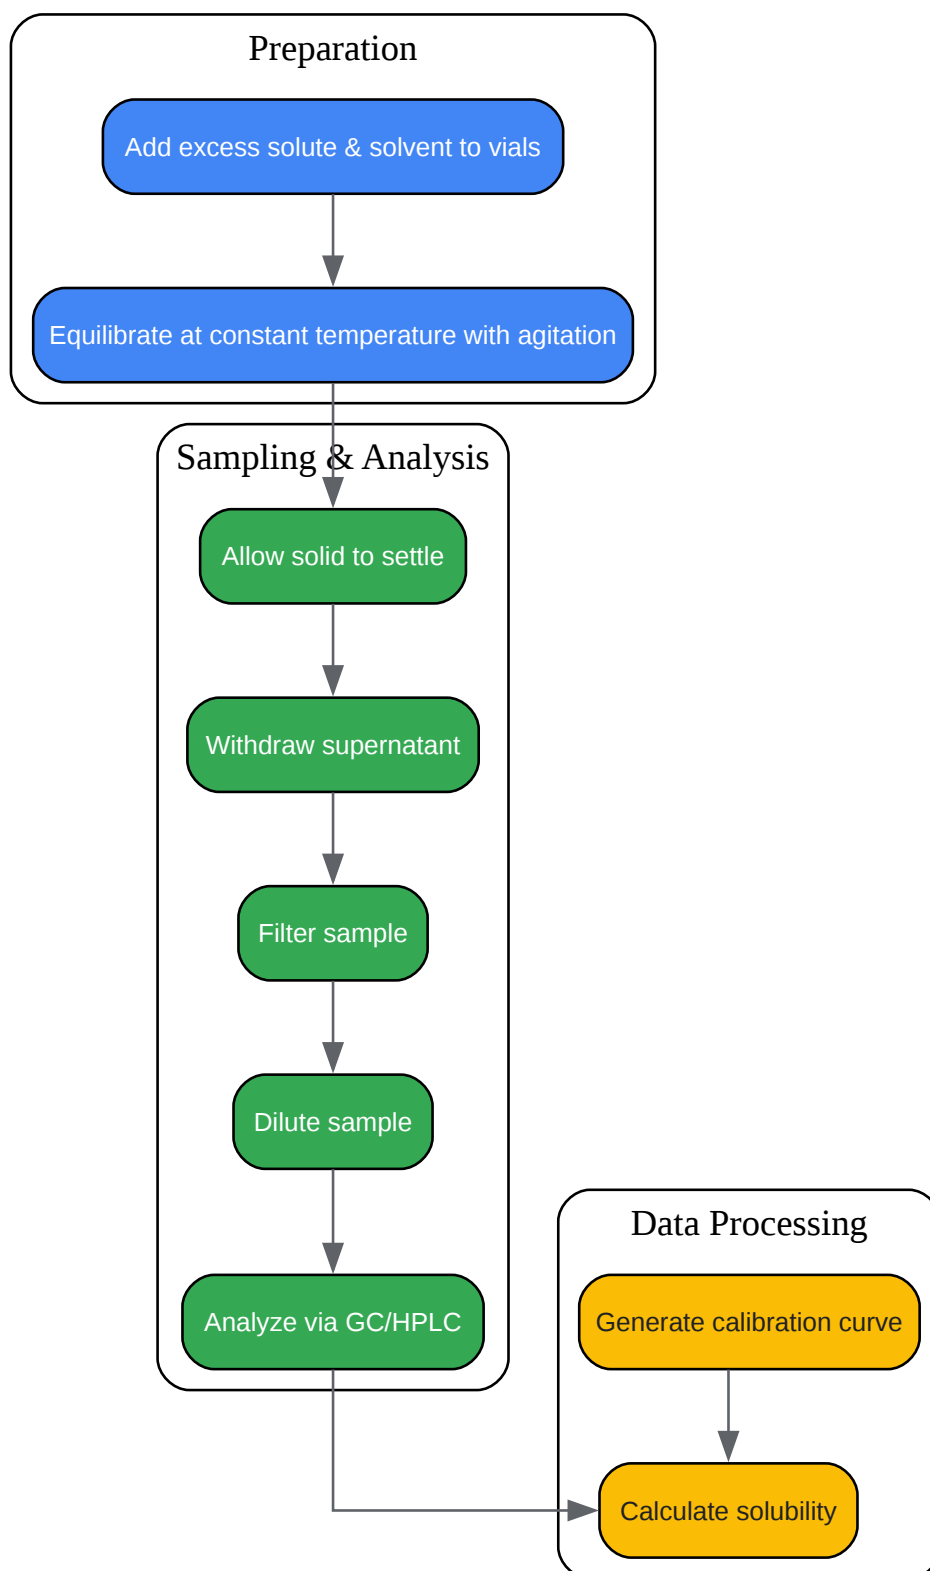 Preparation
Add excess solute & solvent to vials
Equilibrate at constant temperature with agitation
Sampling & Analysis
Allow solid to settle
Withdraw supernatant
Filter sample
Dilute sample
Analyze via GC/HPLC
Data Processing
Generate calibration curve
Calculate solubility